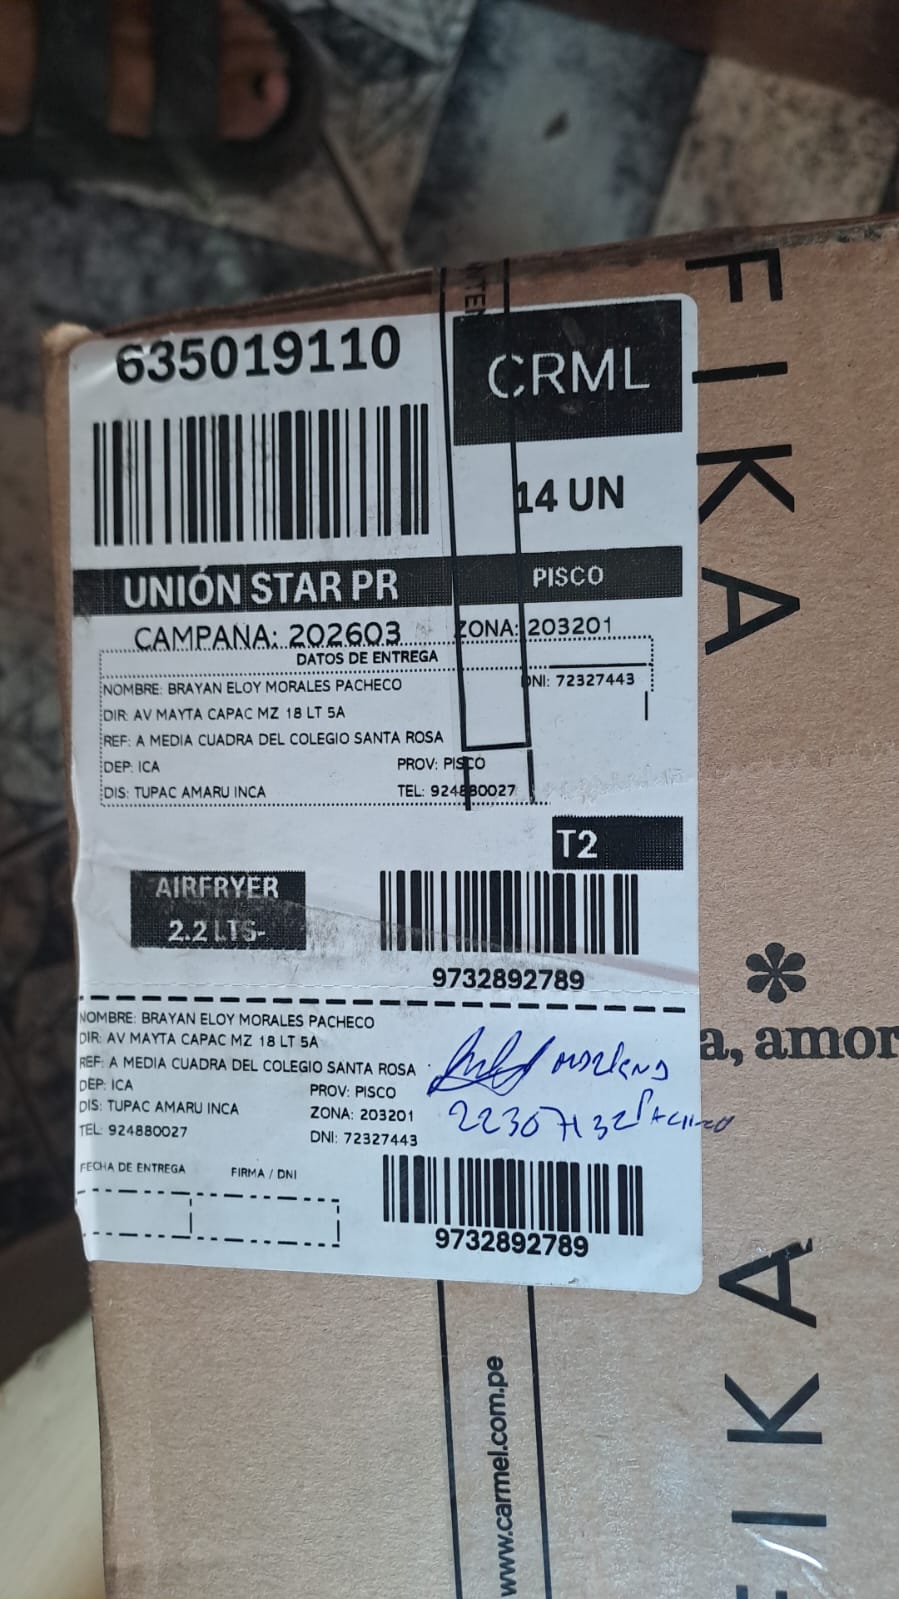 635019110
CRML
14 UN
UNIÓN STAR PR
PISCO
CAMPAÑA: 202603
ZONA: 203201
DATOS DE ENTREGA
NOMBRE: BRAYAN ELOY MORALES PACHECO
DNI: 72327443
DIR: AV MAYTA CAPAC MZ 18 LT 5A
REF: A MEDIA CUADRA DEL COLEGIO SANTA ROSA
DEP: ICA
PROV: PISCO
DIS: TUPAC AMARU INCA
TEL: 924880027
T2
AIRFRYER
2.2 LTS-
9732892789
NOMBRE: BRAYAN ELOY MORALES PACHECO
DIR: AV MAYTA CAPAC MZ 18 LT 5A
REF: A MEDIA CUADRA DEL COLEGIO SANTA ROSA
DEP: ICA
PROV: PISCO
DIS: TUPAC AMARU INCA
ZONA: 203201
TEL: 924880027
DNI: 72327443
22307132
FECHA DE ENTREGA
FIRMA / DNI
9732892789
FIKA
a, amor
FIKA
www.carmel.com.pe